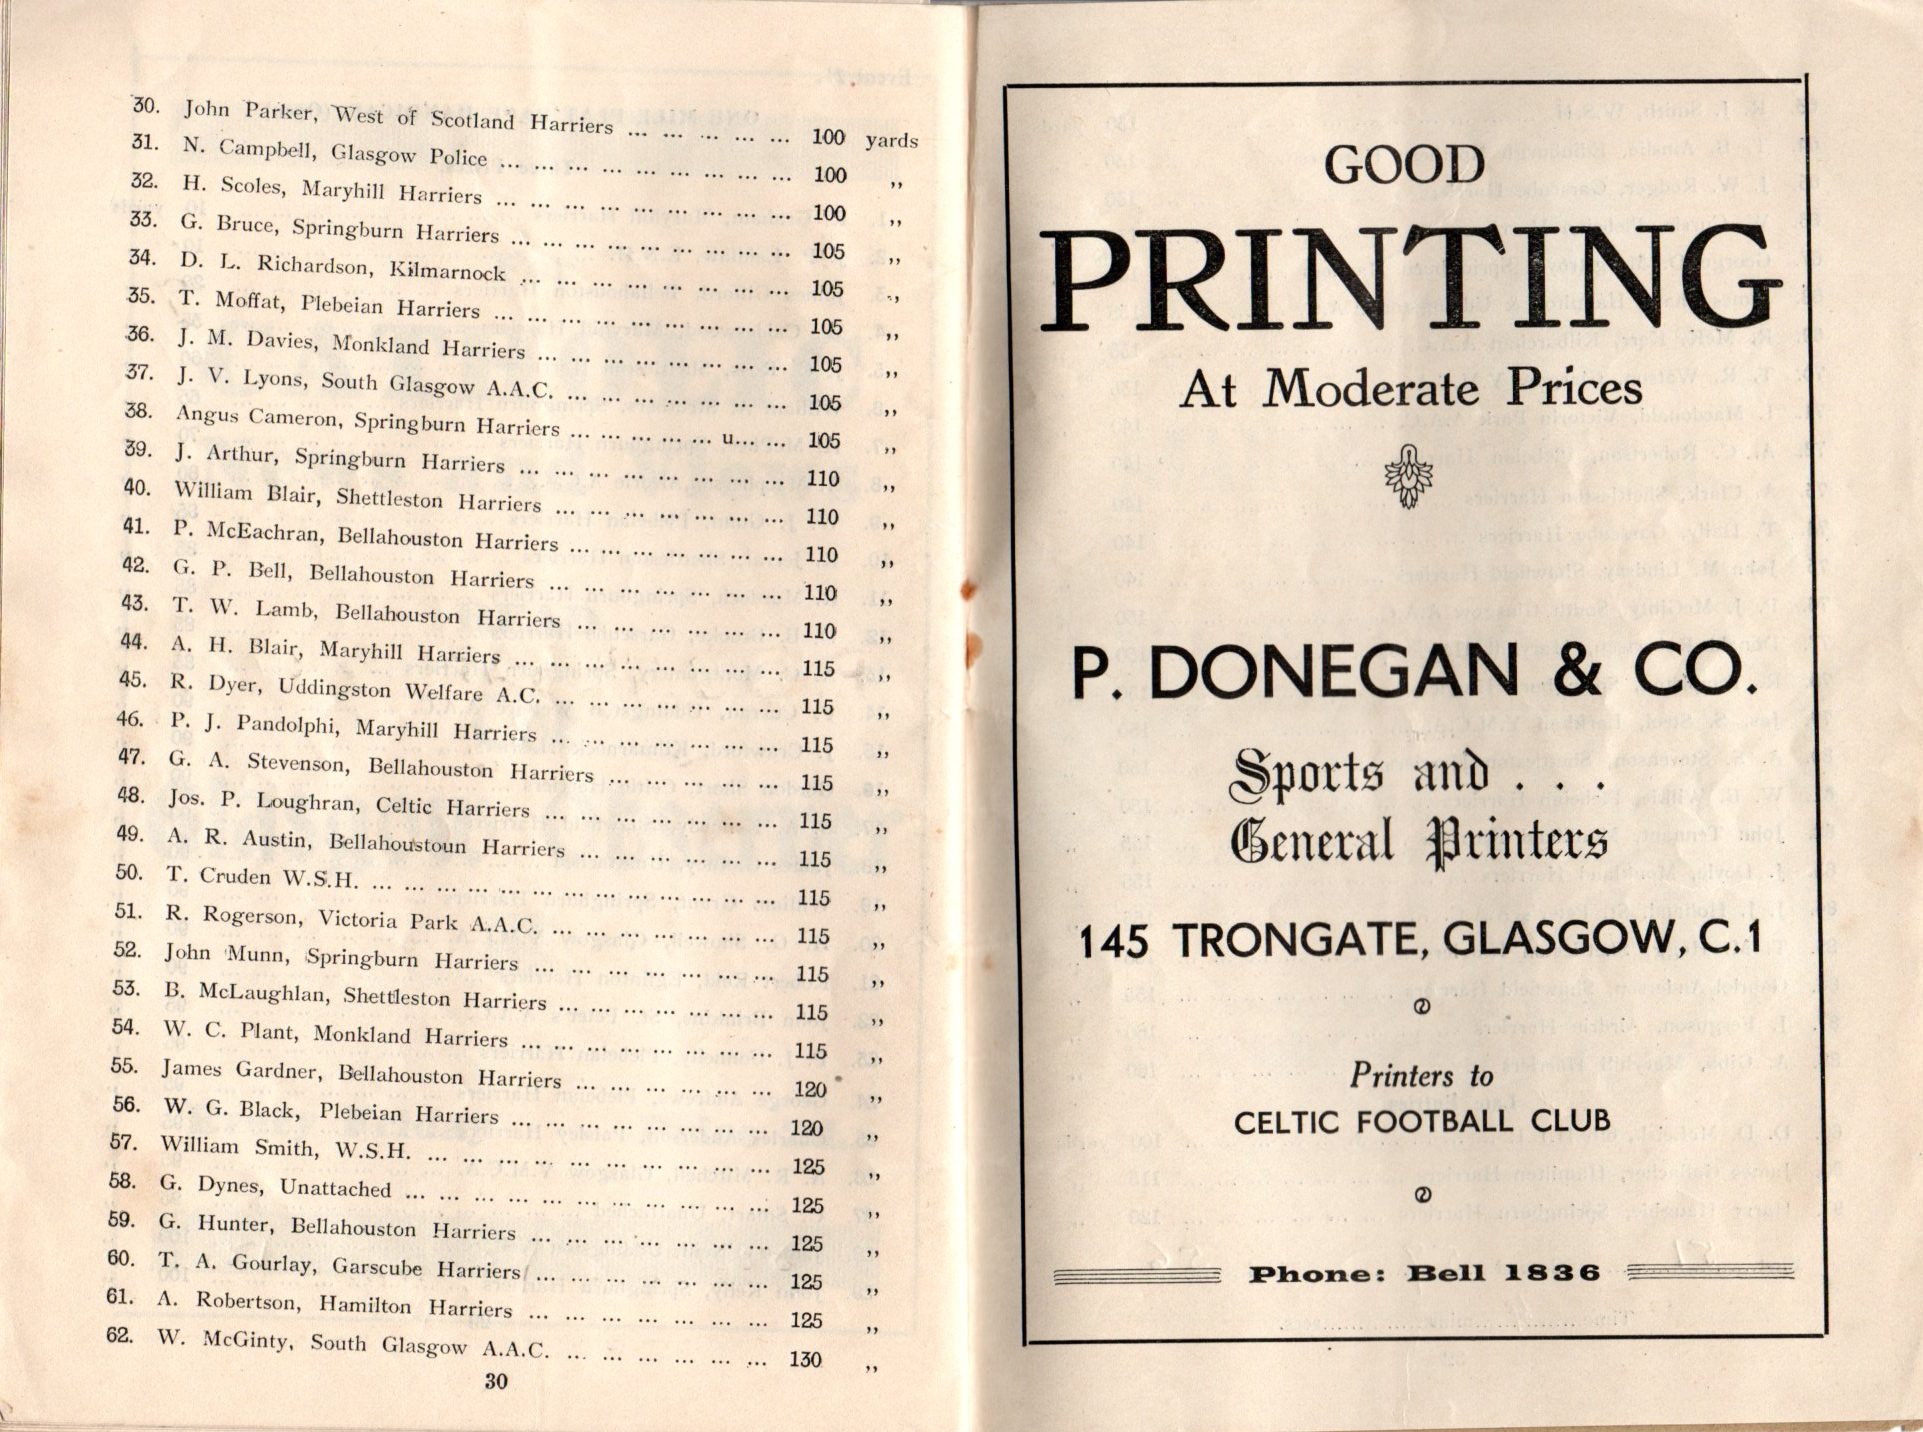 30. John Parker, West of Scotland Harriers ... ... ... ... ... 100 yards
31. N. Campbell, Glasgow Police ... ... ... ... ... ... ... ... ... 100 ,,
32. H. Scoles, Maryhill Harriers ... ... ... ... ... ... ... ... ... 100 ,,
33. G. Bruce, Springburn Harriers ... ... ... ... ... ... ... ... ... 105 ,,
34. D. L. Richardson, Kilmarnock ... ... ... ... ... ... ... ... 105 ,,
35. T. Moffat, Plebeian Harriers ... ... ... ... ... ... ... ... ... 105 ,,
36. J. M. Davies, Monkland Harriers ... ... ... ... ... ... ... ... 105 ,,
37. J. V. Lyons, South Glasgow A.A.C. ... ... ... ... ... ... ... 105 ,,
38. Angus Cameron, Springburn Harriers ... ... ... ... ... u... ... 105 ,,
39. J. Arthur, Springburn Harriers ... ... ... ... ... ... ... ... 110 ,,
40. William Blair, Shettleston Harriers ... ... ... ... ... ... ... 110 ,,
41. P. McEachran, Bellahouston Harriers ... ... ... ... ... ... ... 110 ,,
42. G. P. Bell, Bellahouston Harriers ... ... ... ... ... ... ... 110 ,,
43. T. W. Lamb, Bellahouston Harriers ... ... ... ... ... ... 110 ,,
44. A. H. Blair, Maryhill Harriers ... ... ... ... ... ... ... ... 115 ,,
45. R. Dyer, Uddingston Welfare A.C. ... ... ... ... ... ... ... 115 ,,
46. P. J. Pandolphi, Maryhill Harriers ... ... ... ... ... ... ... 115 ,,
47. G. A. Stevenson, Bellahouston Harriers ... ... ... ... ... ... 115 ,,
48. Jos. P. Loughran, Celtic Harriers ... ... ... ... ... ... ... 115 ,,
49. A. R. Austin, Bellahoustoun Harriers ... ... ... ... ... ... 115 ,,
50. T. Cruden W.S.H. ... ... ... ... ... ... ... ... ... ... ... ... ... 115 ,,
51. R. Rogerson, Victoria Park A.A.C. ... ... ... ... ... ... ... ... 115 ,,
52. John Munn, Springburn Harriers ... ... ... ... ... ... ... ... 115 ,,
53. B. McLaughlan, Shettleston Harriers ... ... ... ... ... ... ... 115 ,,
54. W. C. Plant, Monkland Harriers ... ... ... ... ... ... ... ... 115 ,,
55. James Gardner, Bellahouston Harriers ... ... ... ... ... ... 120 ,,
56. W. G. Black, Plebeian Harriers ... ... ... ... ... ... ... ... 120 ,,
57. William Smith, W.S.H. ... ... ... ... ... ... ... ... ... ... 125 ,,
58. G. Dynes, Unattached ... ... ... ... ... ... ... ... ... ... ... 125 ,,
59. G. Hunter, Bellahouston Harriers ... ... ... ... ... ... ... 125 ,,
60. T. A. Gourlay, Garscube Harriers ... ... ... ... ... ... ... 125 ,,
61. A. Robertson, Hamilton Harriers ... ... ... ... ... ... ... 125 ,,
62. W. McGinty, South Glasgow A.A.C. ... ... ... ... ... ... 130 ,,
30
GOOD
PRINTING
At Moderate Prices
P. DONEGAN & CO.
Sports and . . .
General Printers
145 TRONGATE, GLASGOW, C.1
Printers to
CELTIC FOOTBALL CLUB
Phone: Bell 1836